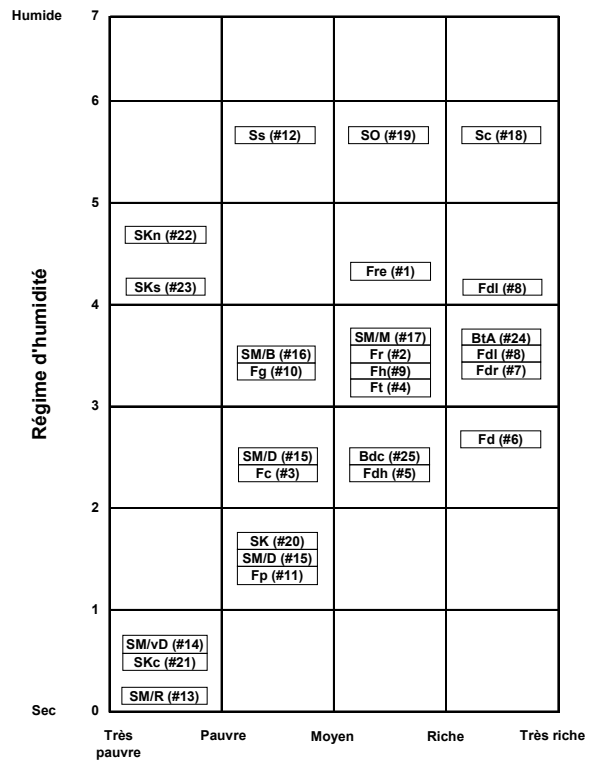 Humide 7
6
Ss (#12) SO (#19) Sc (#18)
5
SKn (#22)
Fre (#1)
SKs (#23) Fdl (#8)
4
SM/M (#17) BtA (#24)
SM/B (#16) Fr (#2) Fdl (#8)
Fg (#10) Fh(#9) Fdr (#7)
Ft (#4)
3
Fd (#6)
SM/D (#15) Bdc (#25)
Fc (#3) Fdh (#5)
2
SK (#20)
SM/D (#15)
Fp (#11)
1
SM/vD (#14)
SKc (#21)
SM/R (#13)
Sec 0
Régime d'humidité
Très pauvre Pauvre Moyen Riche Très riche